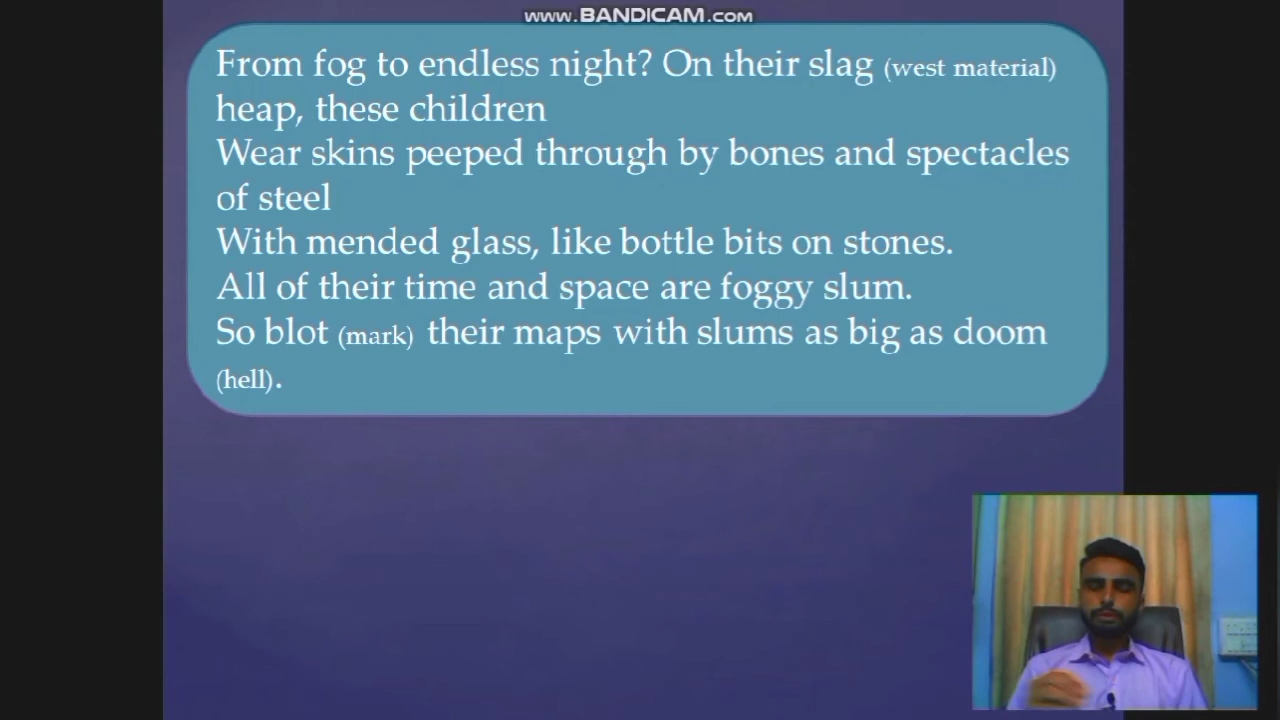 www.BANDICAM.com
From fog to endless night? On their slag (west material)
heap, these children
Wear skins peeped through by bones and spectacles
of steel
With mended glass, like bottle bits on stones.
All of their time and space are foggy slum.
So blot (mark) their maps with slums as big as doom
(hell).